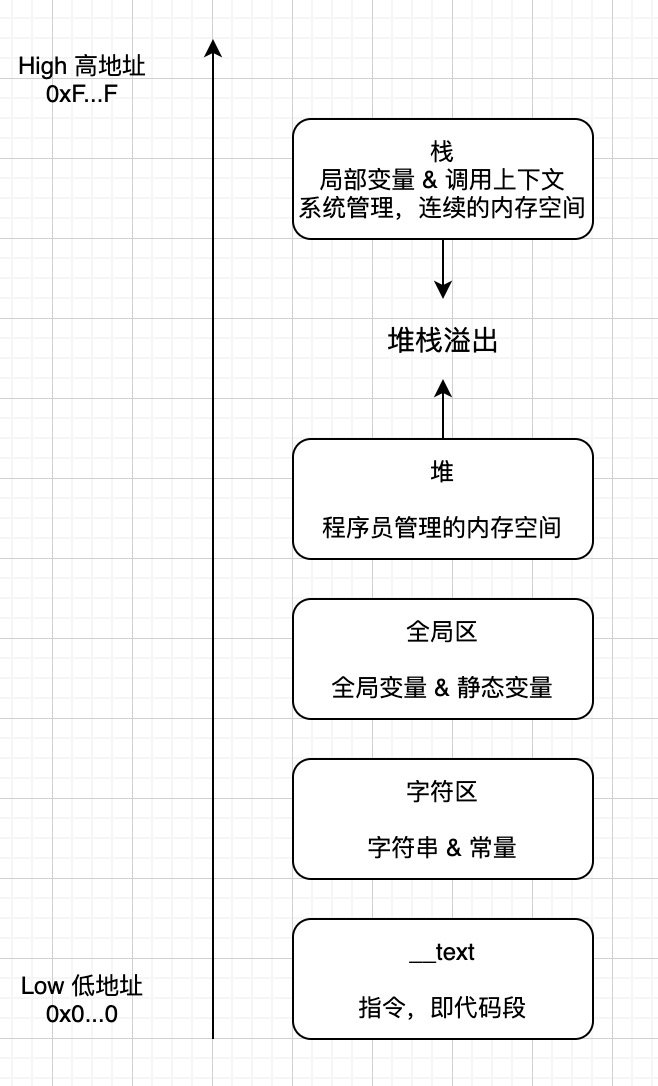 High 高地址
0xF...F
栈
局部变量 & 调用上下文
系统管理，连续的内存空间
堆栈溢出
堆
程序员管理的内存空间
全局区
全局变量 & 静态变量
字符区
字符串 & 常量
__text
指令，即代码段
Low 低地址
0x0...0